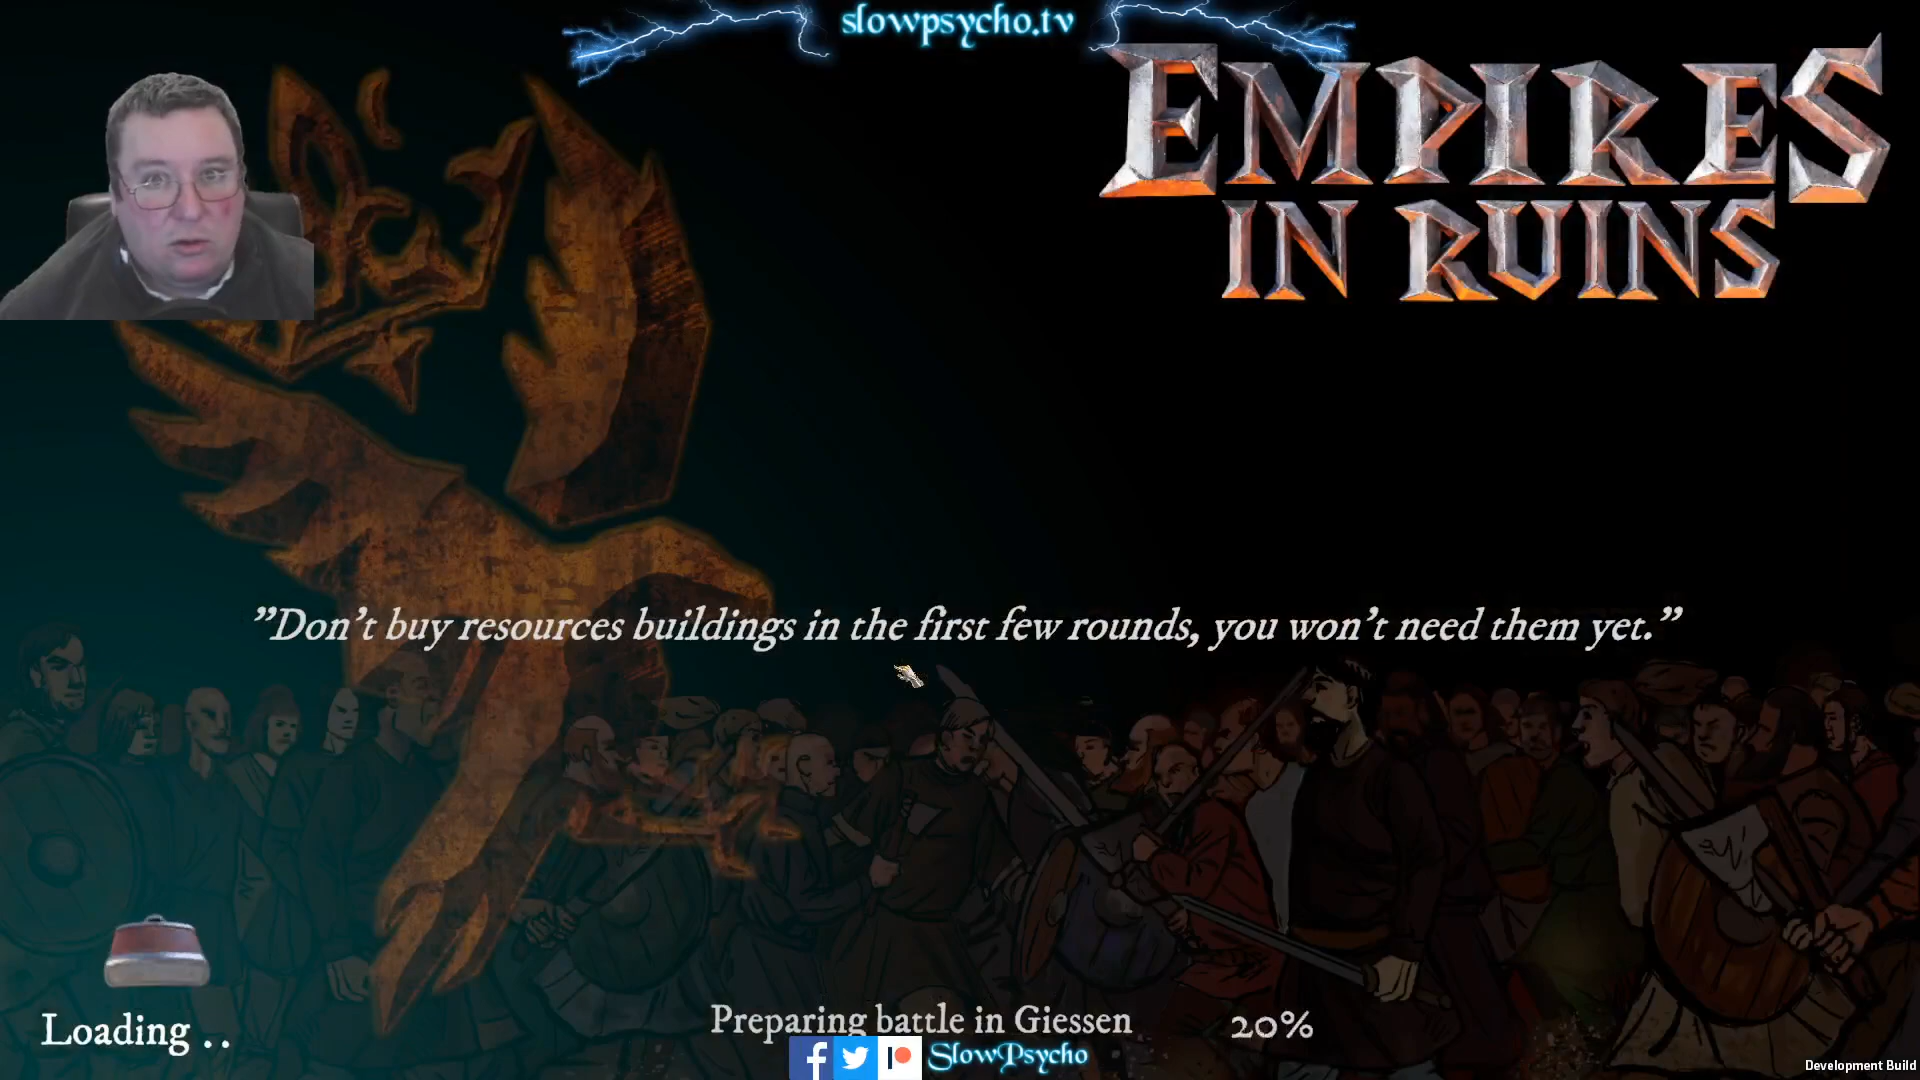 slowpsycho.tv
EMPIRES
IN RUINS
"Don't buy resources buildings in the first few rounds, you won't need them yet."
Loading ..
Preparing battle in Giessen 20%
SlowPsycho
Development Build